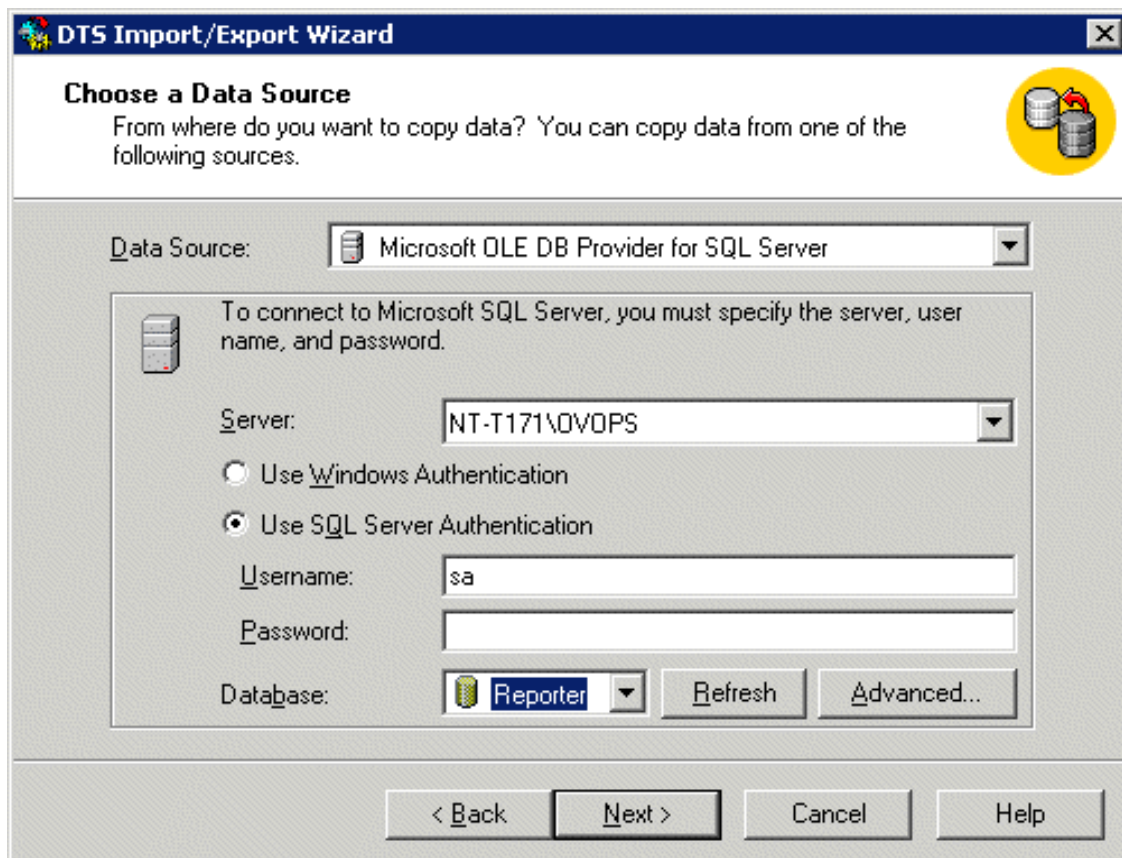 DTS Import/Export Wizard
Choose a Data Source
From where do you want to copy data? You can copy data from one of the
following sources.
Data Source: Microsoft OLE DB Provider for SQL Server
To connect to Microsoft SQL Server, you must specify the server, user
name, and password.
Server: NT-T171\OVOPS
Use Windows Authentication
Use SQL Server Authentication
Username: sa
Password:
Database: Reporter Refresh Advanced...
< Back Next > Cancel Help